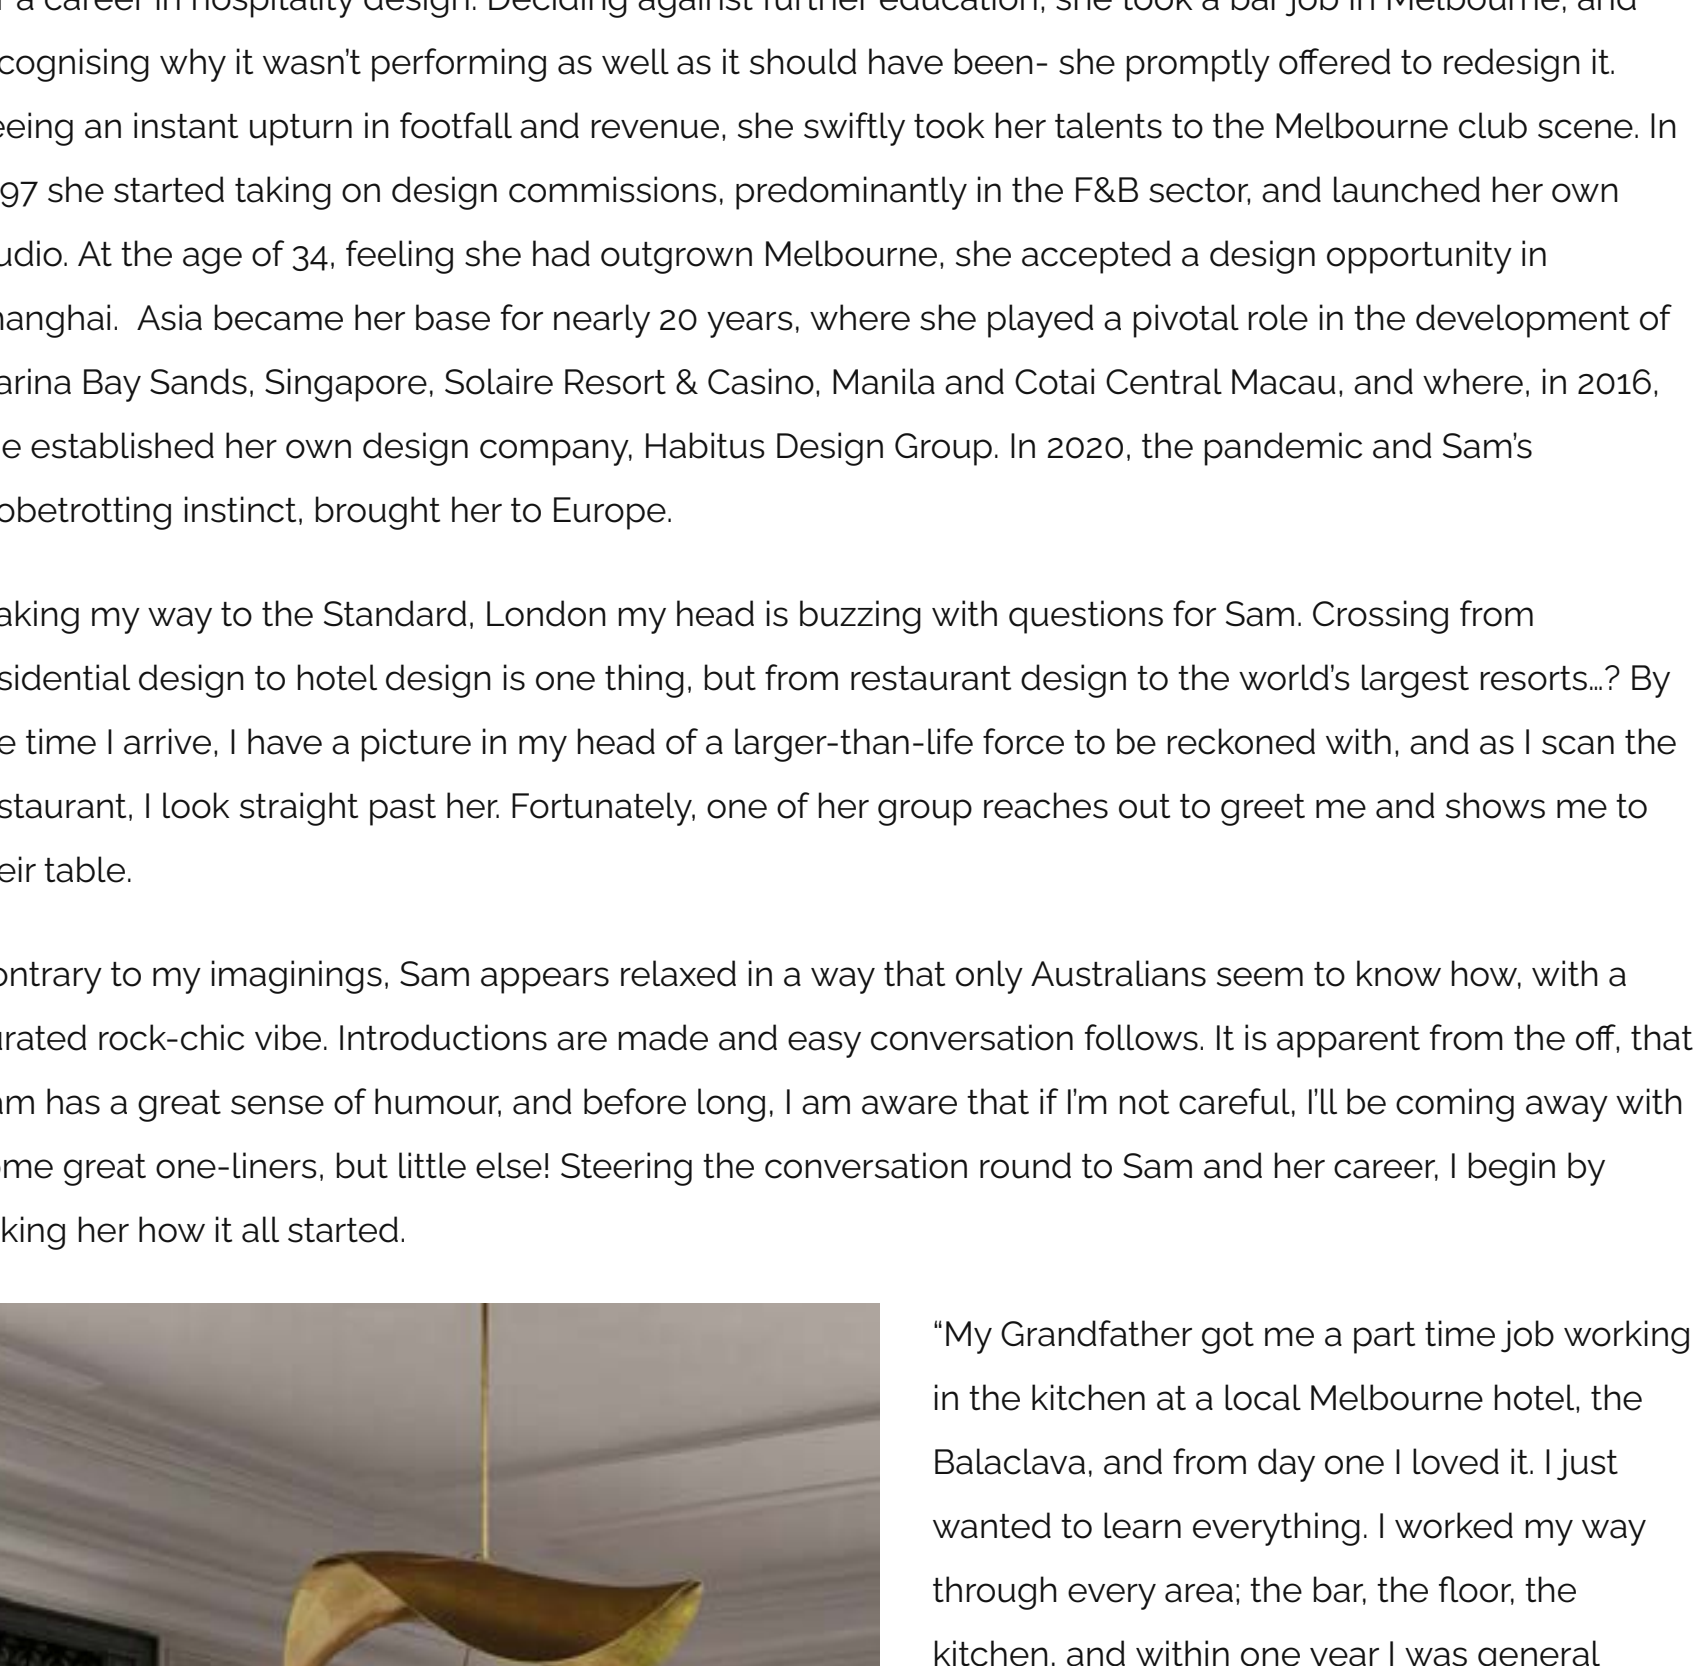 a career in hospitality design. Deciding against further education, she took a bar job in Melbourne, and
cognising why it wasn’t performing as well as it should have been- she promptly offered to redesign it.
eeing an instant upturn in footfall and revenue, she swiftly took her talents to the Melbourne club scene. In
97 she started taking on design commissions, predominantly in the F&B sector, and launched her own
udio. At the age of 34, feeling she had outgrown Melbourne, she accepted a design opportunity in
hanghai.  Asia became her base for nearly 20 years, where she played a pivotal role in the development of
arina Bay Sands, Singapore, Solaire Resort & Casino, Manila and Cotai Central Macau, and where, in 2016,
e established her own design company, Habitus Design Group. In 2020, the pandemic and Sam’s
obetrotting instinct, brought her to Europe.
aking my way to the Standard, London my head is buzzing with questions for Sam. Crossing from
sidential design to hotel design is one thing, but from restaurant design to the world’s largest resorts…? By
e time I arrive, I have a picture in my head of a larger-than-life force to be reckoned with, and as I scan the
staurant, I look straight past her. Fortunately, one of her group reaches out to greet me and shows me to
eir table.
ontrary to my imaginings, Sam appears relaxed in a way that only Australians seem to know how, with a
urated rock-chic vibe. Introductions are made and easy conversation follows. It is apparent from the off, that
am has a great sense of humour, and before long, I am aware that if I’m not careful, I’ll be coming away with
ome great one-liners, but little else! Steering the conversation round to Sam and her career, I begin by
king her how it all started.
“My Grandfather got me a part time job working
in the kitchen at a local Melbourne hotel, the
Balaclava, and from day one I loved it. I just
wanted to learn everything. I worked my way
through every area; the bar, the floor, the
kitchen, and within one year I was general